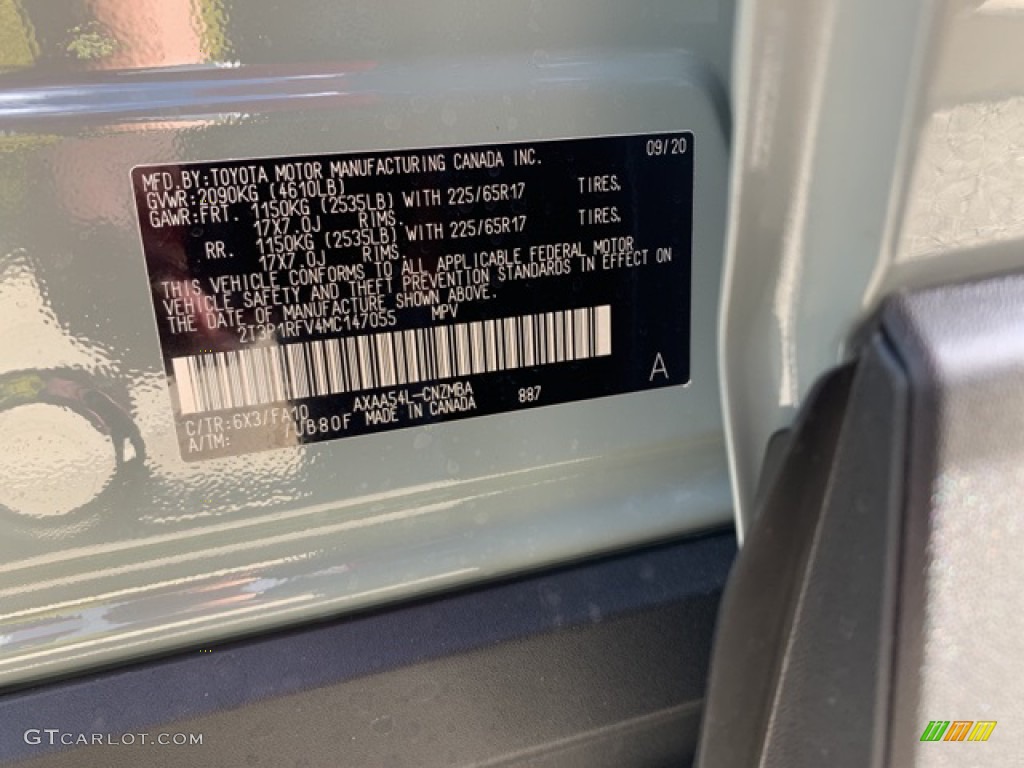 MFD.BY:TOYOTA MOTOR MANUFACTURING CANADA INC. 09/20
GVWR:2090KG (4610LB)
GAWR:FRT. 1150KG (2535LB) WITH 225/65R17 TIRES,
17X7.0J RIMS.
RR. 1150KG (2535LB) WITH 225/65R17 TIRES,
17X7.0J RIMS.
THIS VEHICLE CONFORMS TO ALL APPLICABLE FEDERAL MOTOR
VEHICLE SAFETY AND THEFT PREVENTION STANDARDS IN EFFECT ON
THE DATE OF MANUFACTURE SHOWN ABOVE.
2T3P1RFV4MC147055 MPV
C/TR:6X3/FA10 AXAA54L-CNZMBA 887 A
A/TM: /UB80F MADE IN CANADA
GTCARLOT.COM